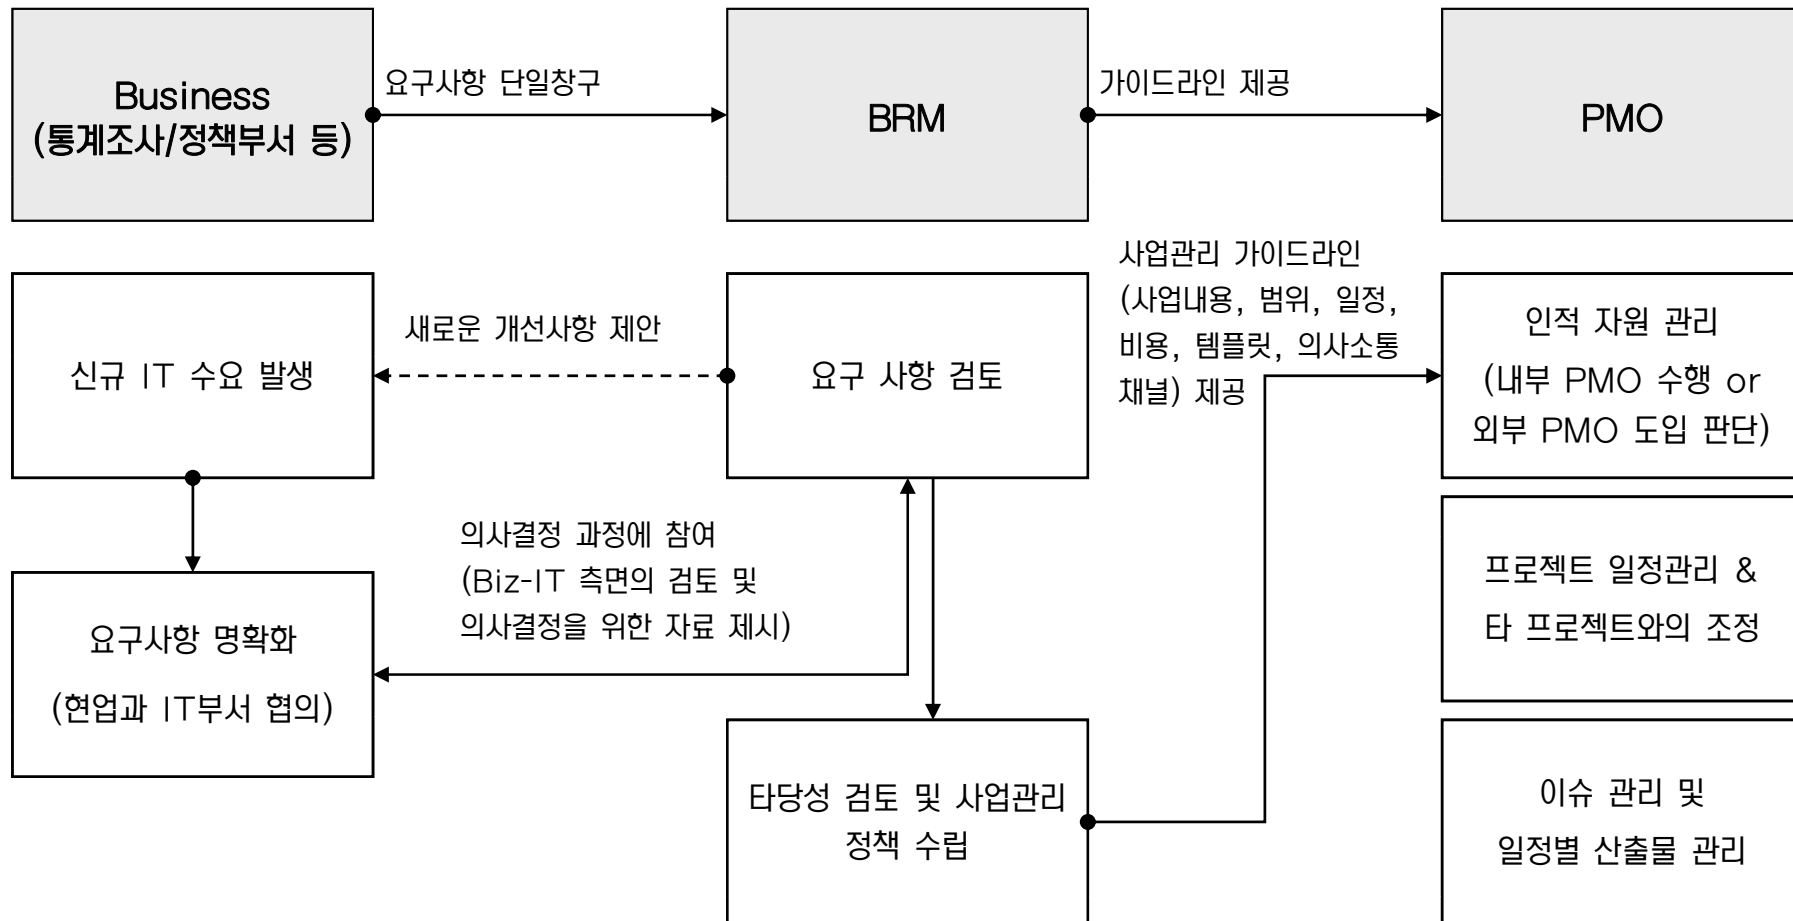 Business
(통계조사/정책부서 등)
요구사항 단일창구
BRM
가이드라인 제공
PMO
신규 IT 수요 발생
새로운 개선사항 제안
요구 사항 검토
사업관리 가이드라인
(사업내용, 범위, 일정,
비용, 템플릿, 의사소통
채널) 제공
인적 자원 관리
(내부 PMO 수행 or
외부 PMO 도입 판단)
요구사항 명확화
(현업과 IT부서 협의)
의사결정 과정에 참여
(Biz-IT 측면의 검토 및
의사결정을 위한 자료 제시)
프로젝트 일정관리 &
타 프로젝트와의 조정
타당성 검토 및 사업관리
정책 수립
이슈 관리 및
일정별 산출물 관리